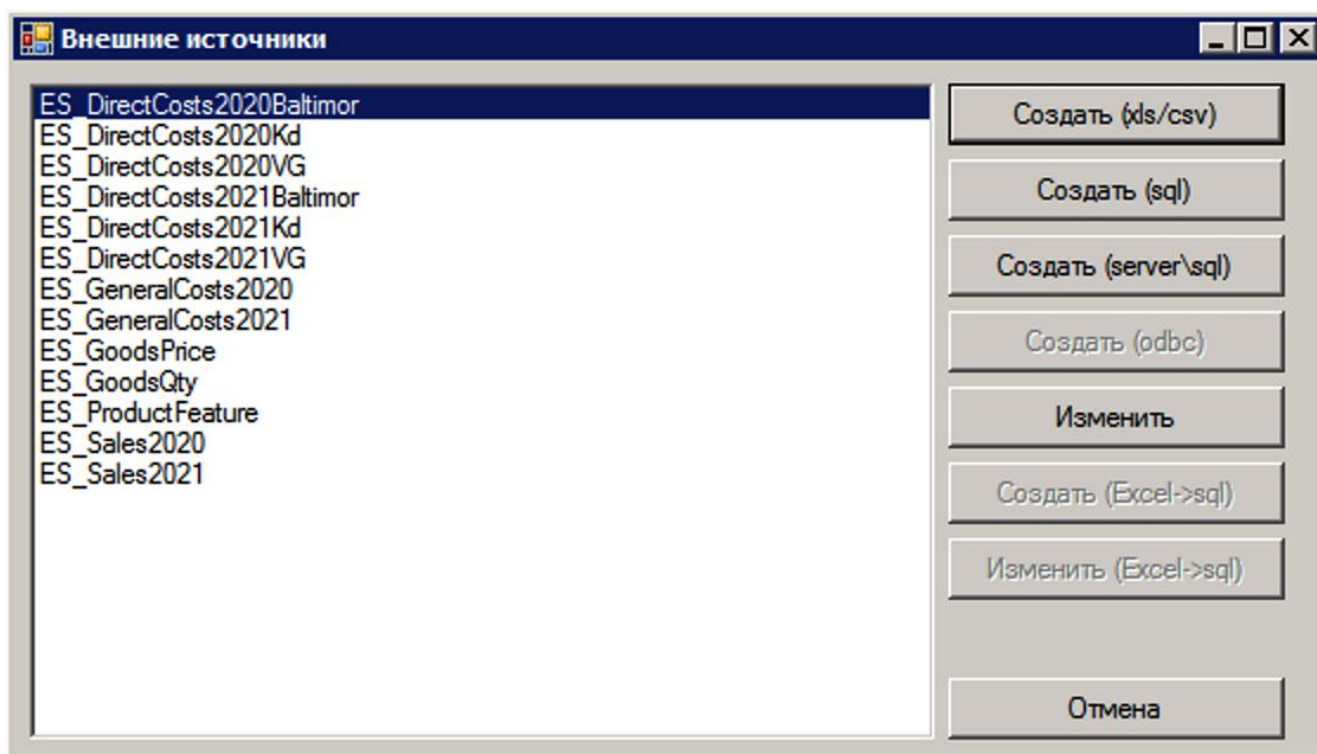 Внешние источники
ES_DirectCosts2020Baltimor
ES_DirectCosts2020Kd
ES_DirectCosts2020VG
ES_DirectCosts2021Baltimor
ES_DirectCosts2021Kd
ES_DirectCosts2021VG
ES_GeneralCosts2020
ES_GeneralCosts2021
ES_GoodsPrice
ES_GoodsQty
ES_ProductFeature
ES_Sales2020
ES_Sales2021
Создать (xls/csv)
Создать (sql)
Создать (server\sql)
Создать (odbc)
Изменить
Создать (Excel->sql)
Изменить (Excel->sql)
Отмена